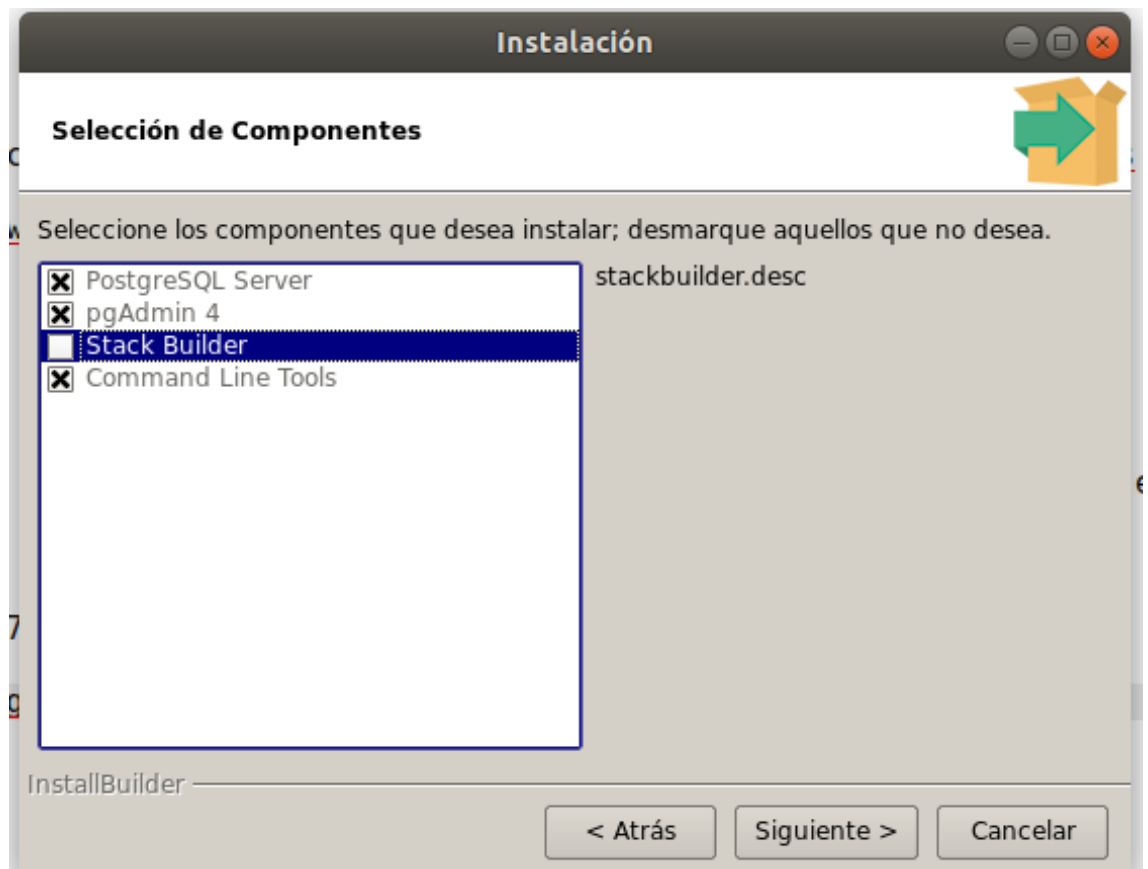 Instalación
Selección de Componentes
Seleccione los componentes que desea instalar; desmarque aquellos que no desea.
PostgreSQL Server
stackbuilder.desc
pgAdmin 4
Stack Builder
Command Line Tools
InstallBuilder
< Atrás
Siguiente >
Cancelar